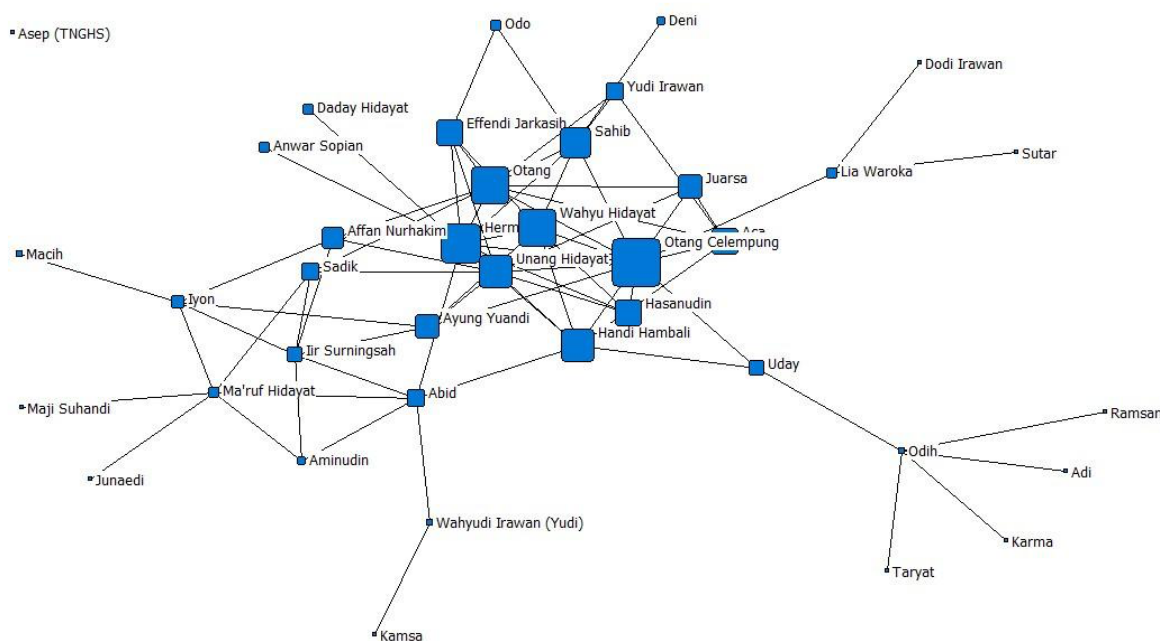 Odo
Deni
Asep (TNGHS)
Dodi Irawan
Yudi Irawan
Daday Hidayat
Effendi Jarkasih
Sahib
Anwar Sopian
Sutar
Otang
Lia Waroka
Juarsa
Wahyu Hidayat
Affan Nurhakim
Herm
Otang Celempung
Macih
Unang Hidayat
Sadik
Iyon
Hasanudin
Ayung Yuandi
Handi Hambali
Iir Surningsah
Uday
Ma'ruf Hidayat
Abid
Maji Suhandi
Ramsan
Odih
Aminudin
Adi
Junaedi
Wahyudi Irawan (Yudi)
Karma
Taryat
Kamsa